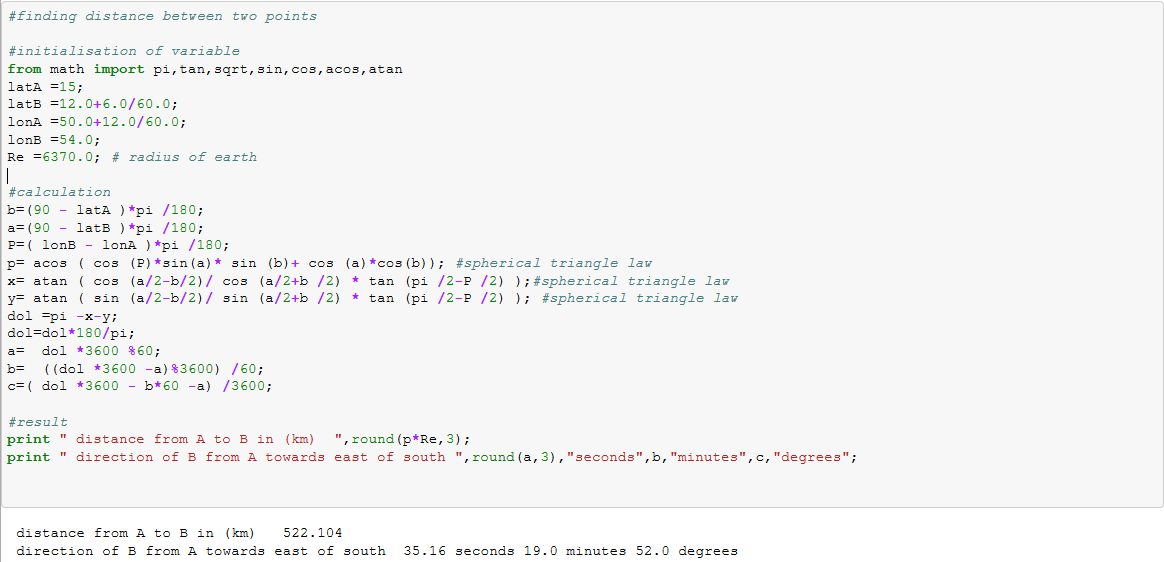 #finding distance between two points
#initialisation of variable
from math import pi,tan,sqrt,sin,cos,acos,atan
latA =15;
latB =12.0+6.0/60.0;
lonA =50.0+12.0/60.0;
lonB =54.0;
Re =6370.0; # radius of earth
#calculation
b=(90 - latA )*pi /180;
a=(90 - latB )*pi /180;
P=( lonB - lonA )*pi /180;
p= acos ( cos (P)*sin(a)* sin (b)+ cos (a)*cos(b)); #spherical triangle law
x= atan ( cos (a/2-b/2)/ cos (a/2+b /2) * tan (pi /2-P /2) );#spherical triangle law
y= atan ( sin (a/2-b/2)/ sin (a/2+b /2) * tan (pi /2-P /2) ); #spherical triangle law
dol =pi -x-y;
dol=dol*180/pi;
a=  dol *3600 %60;
b=  ((dol *3600 -a)%3600) /60;
c=( dol *3600 - b*60 -a) /3600;
#result
print " distance from A to B in (km)  ",round(p*Re,3);
print " direction of B from A towards east of south ",round(a,3),"seconds",b,"minutes",c,"degrees";
distance from A to B in (km)   522.104
direction of B from A towards east of south  35.16 seconds 19.0 minutes 52.0 degrees